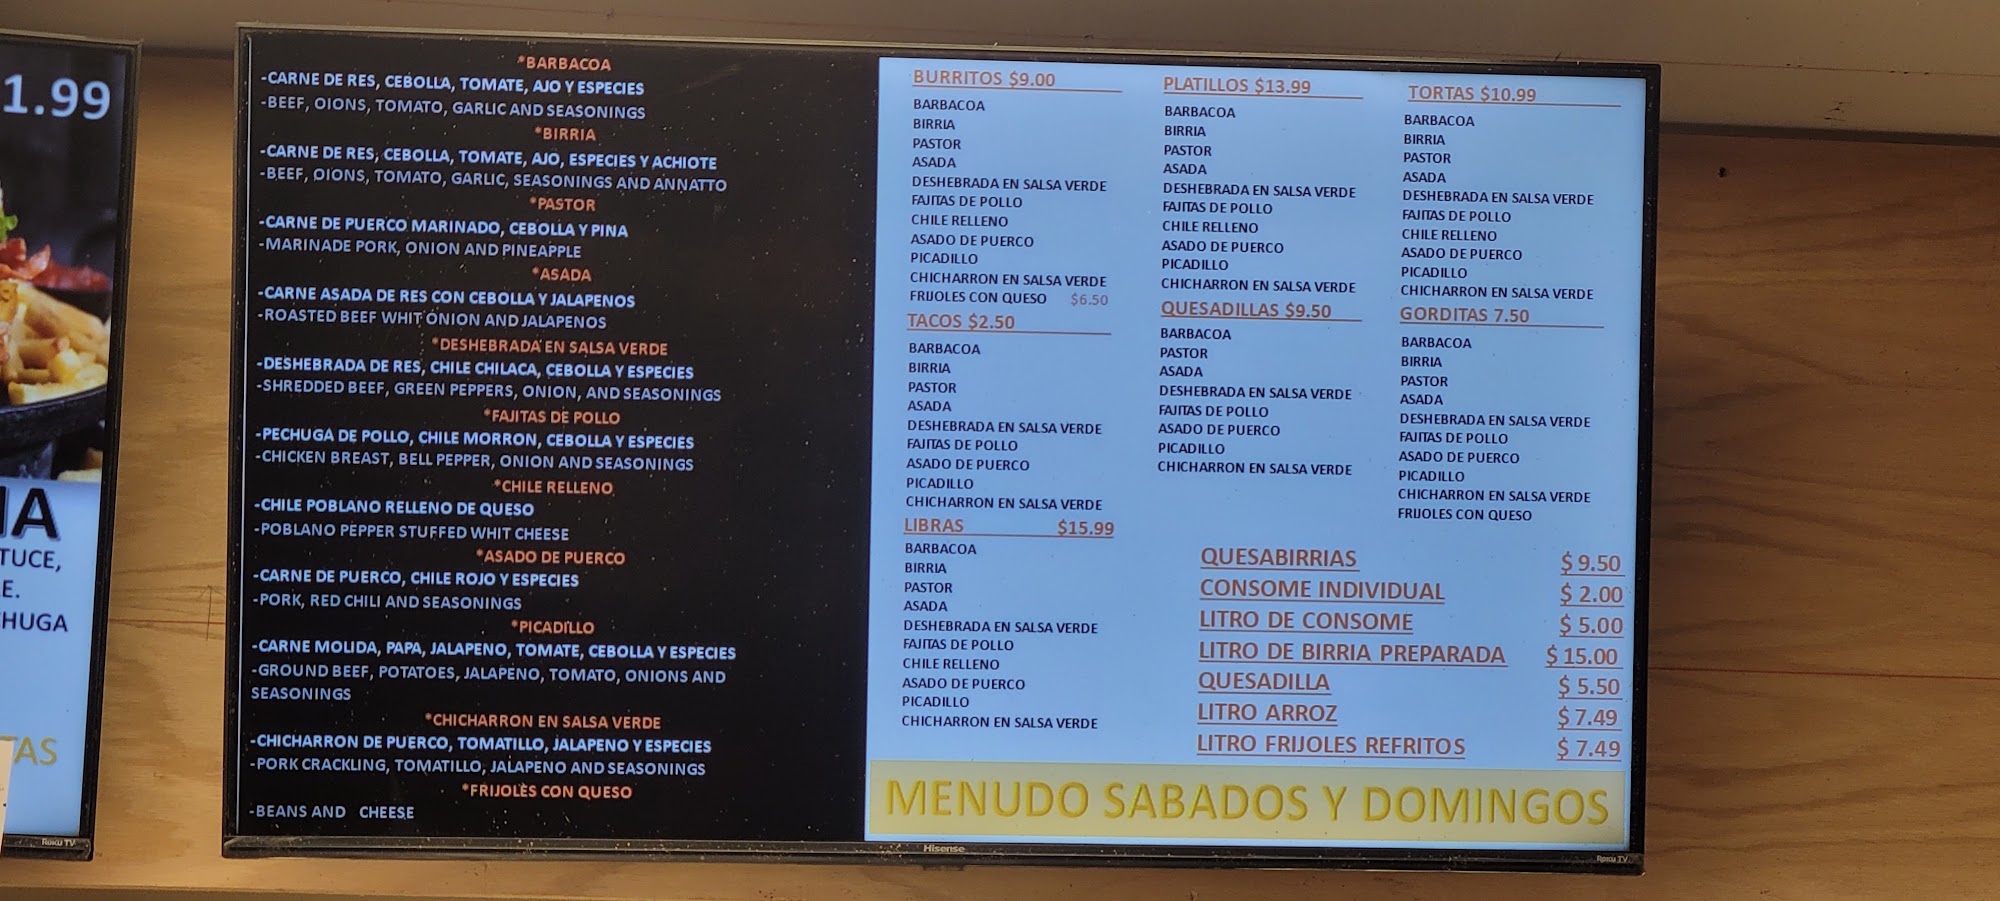 1.99
IA
TUCE,
E.
HUGA
TAS
Roku TV
*BARBACOA
-CARNE DE RES, CEBOLLA, TOMATE, AJO Y ESPECIES
-BEEF, OIONS, TOMATO, GARLIC AND SEASONINGS
*BIRRIA
-CARNE DE RES, CEBOLLA, TOMATE, AJO, ESPECIES Y ACHIOTE
-BEEF, OIONS, TOMATO, GARLIC, SEASONINGS AND ANNATTO
*PASTOR
-CARNE DE PUERCO MARINADO, CEBOLLA Y PINA
-MARINADE PORK, ONION AND PINEAPPLE
*ASADA
-CARNE ASADA DE RES CON CEBOLLA Y JALAPENOS
-ROASTED BEEF WHIT ONION AND JALAPENOS
*DESHEBRADA EN SALSA VERDE
-DESHEBRADA DE RES, CHILE CHILACA, CEBOLLA Y ESPECIES
-SHREDDED BEEF, GREEN PEPPERS, ONION, AND SEASONINGS
*FAJITAS DE POLLO
-PECHUGA DE POLLO, CHILE MORRON, CEBOLLA Y ESPECIES
-CHICKEN BREAST, BELL PEPPER, ONION AND SEASONINGS
*CHILE RELLENO
-CHILE POBLANO RELLENO DE QUESO
-POBLANO PEPPER STUFFED WHIT CHEESE
*ASADO DE PUERCO
-CARNE DE PUERCO, CHILE ROJO Y ESPECIES
-PORK, RED CHILI AND SEASONINGS
*PICADILLO
-CARNE MOLIDA, PAPA, JALAPENO, TOMATE, CEBOLLA Y ESPECIES
-GROUND BEEF, POTATOES, JALAPENO, TOMATO, ONIONS AND
SEASONINGS
*CHICHARRON EN SALSA VERDE
-CHICHARRON DE PUERCO, TOMATILLO, JALAPENO Y ESPECIES
-PORK CRACKLING, TOMATILLO, JALAPENO AND SEASONINGS
*FRIJOLES CON QUESO
-BEANS AND CHEESE
BURRITOS $9.00
BARBACOA
BIRRIA
PASTOR
ASADA
DESHEBRADA EN SALSA VERDE
FAJITAS DE POLLO
CHILE RELLENO
ASADO DE PUERCO
PICADILLO
CHICHARRON EN SALSA VERDE
FRIJOLES CON QUESO $6.50
TACOS $2.50
BARBACOA
BIRRIA
PASTOR
ASADA
DESHEBRADA EN SALSA VERDE
FAJITAS DE POLLO
ASADO DE PUERCO
PICADILLO
CHICHARRON EN SALSA VERDE
LIBRAS $15.99
BARBACOA
BIRRIA
PASTOR
ASADA
DESHEBRADA EN SALSA VERDE
FAJITAS DE POLLO
CHILE RELLENO
ASADO DE PUERCO
PICADILLO
CHICHARRON EN SALSA VERDE
PLATILLOS $13.99
BARBACOA
BIRRIA
PASTOR
ASADA
DESHEBRADA EN SALSA VERDE
FAJITAS DE POLLO
CHILE RELLENO
ASADO DE PUERCO
PICADILLO
CHICHARRON EN SALSA VERDE
QUESADILLAS $9.50
BARBACOA
PASTOR
ASADA
DESHEBRADA EN SALSA VERDE
FAJITAS DE POLLO
ASADO DE PUERCO
PICADILLO
CHICHARRON EN SALSA VERDE
TORTAS $10.99
BARBACOA
BIRRIA
PASTOR
ASADA
DESHEBRADA EN SALSA VERDE
FAJITAS DE POLLO
CHILE RELLENO
ASADO DE PUERCO
PICADILLO
CHICHARRON EN SALSA VERDE
GORDITAS 7.50
BARBACOA
BIRRIA
PASTOR
ASADA
DESHEBRADA EN SALSA VERDE
FAJITAS DE POLLO
ASADO DE PUERCO
PICADILLO
CHICHARRON EN SALSA VERDE
FRIJOLES CON QUESO
QUESABIRRIAS $ 9.50
CONSOME INDIVIDUAL $ 2.00
LITRO DE CONSOME $ 5.00
LITRO DE BIRRIA PREPARADA $ 15.00
QUESADILLA $ 5.50
LITRO ARROZ $ 7.49
LITRO FRIJOLES REFRITOS $ 7.49
MENUDO SABADOS Y DOMINGOS
Hisense
Roku TV